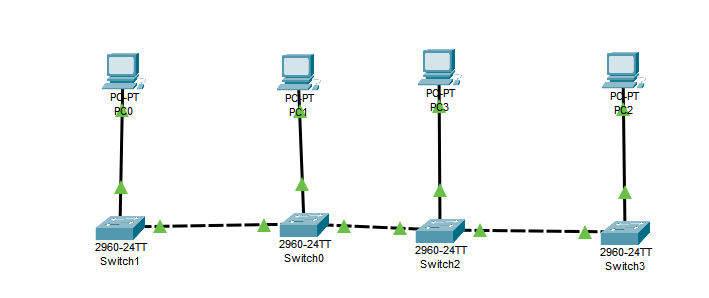 PC-PT
PC0
PC-PT
PC1
PC-PT
PC3
PC-PT
PC2
2960-24TT
Switch1
2960-24TT
Switch0
2960-24TT
Switch2
2960-24TT
Switch3